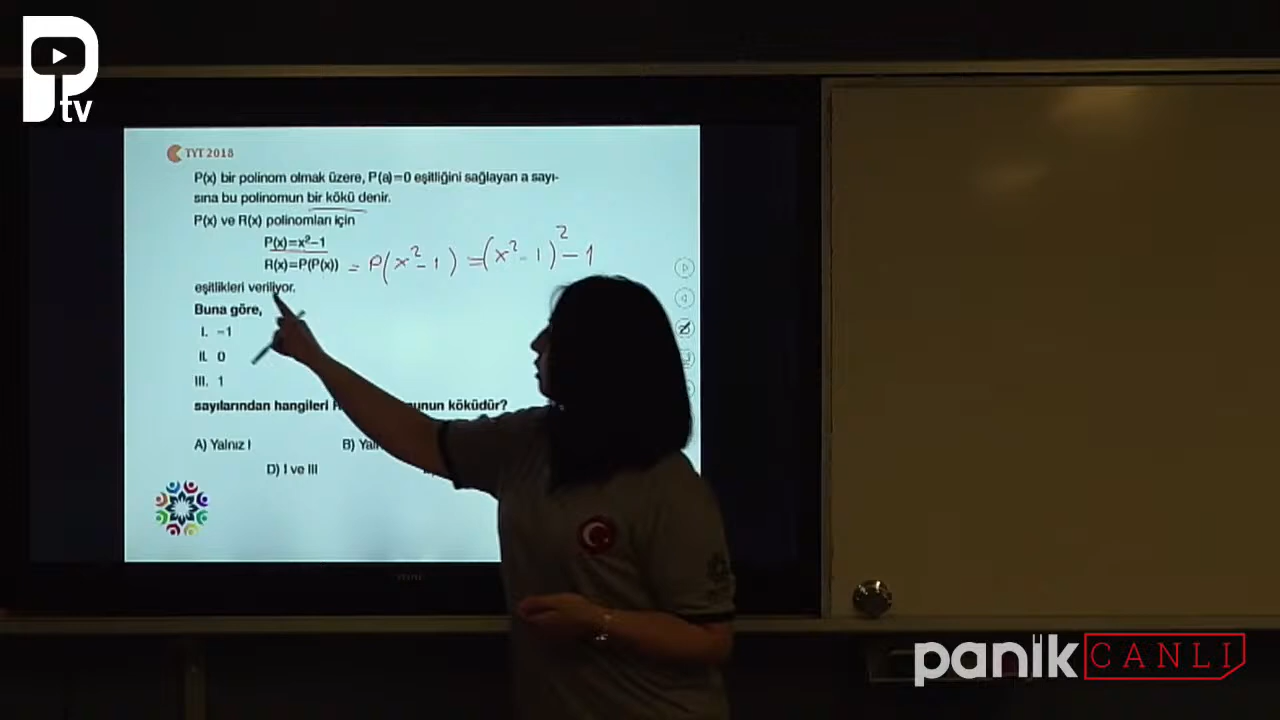 P tv
TYT 2018
P(x) bir polinom olmak üzere, P(a)=0 eşitliğini sağlayan a sayı-
sına bu polinomun bir kökü denir.
P(x) ve R(x) polinomları için
P(x)=x²-1
R(x)=P(P(x)) = P(x²-1) = (x²-1)²-1
eşitlikleri veriliyor.
Buna göre,
I. -1
II. 0
III. 1
sayılarından hangileri köküdür?
A) Yalnız I B)
D) I ve III
panik CANLI